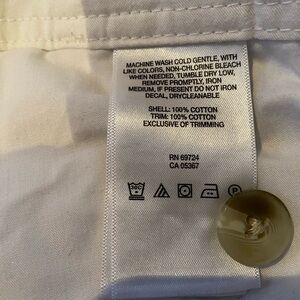 MACHINE WASH COLD GENTLE, WITH
LIKE COLORS, NON-CHLORINE BLEACH
WHEN NEEDED, TUMBLE DRY LOW,
REMOVE PROMPTLY, IRON
MEDIUM, IF PRESENT DO NOT IRON
DECAL, DRYCLEANABLE
SHELL: 100% COTTON
TRIM: 100% COTTON
EXCLUSIVE OF TRIMMING
RN 69724
CA 05367